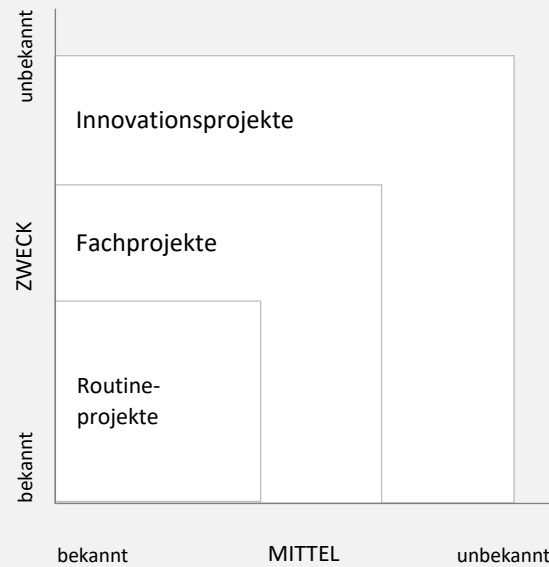 unbekannt
Innovationsprojekte
ZWECK
Fachprojekte
Routine-
projekte
bekannt
bekannt
MITTEL
unbekannt